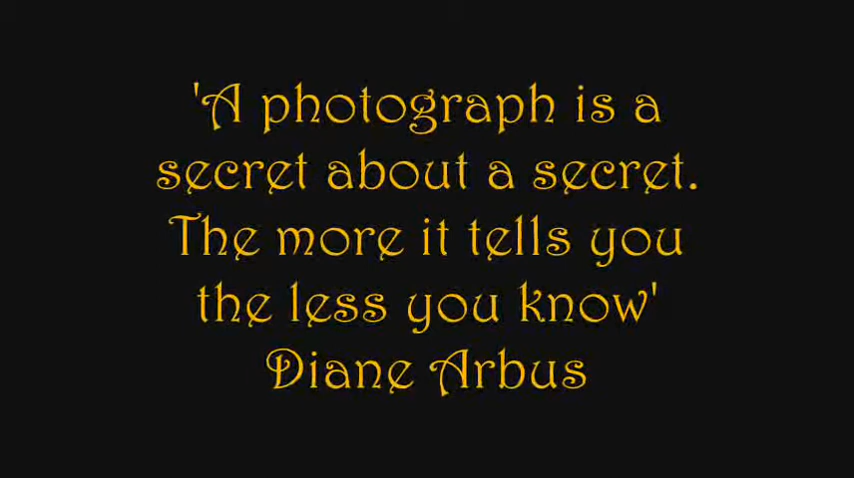 'A photograph is a
secret about a secret.
The more it tells you
the less you know'
Diane Arbus